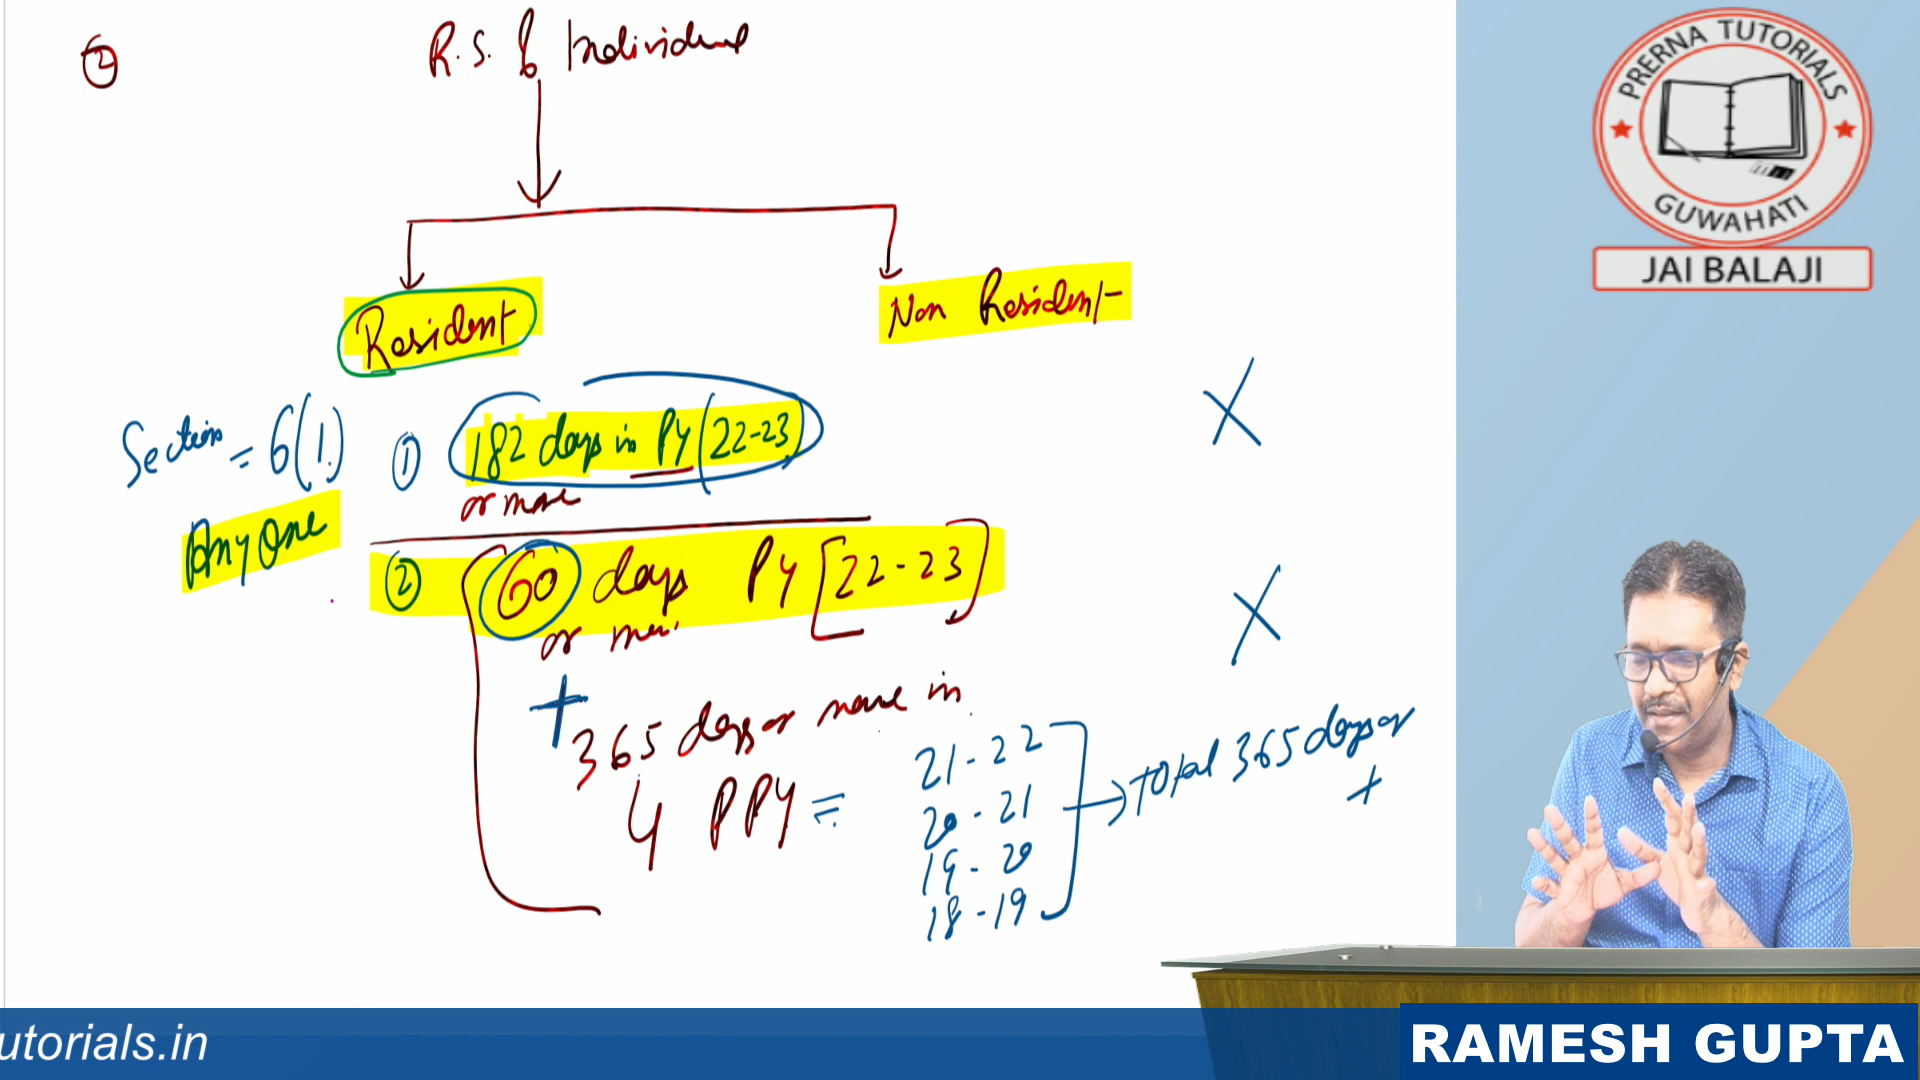 2
R.S. of Individual
Resident
Non Resident
Section = 6(1)
① 182 days in PY (22-23)
or more
Any One
② 60 days PY [22-23]
or more
+
365 days or more in
4 PPY =
21-22
20-21
19-20
18-19
→ total 365 days or
+
PRERNA TUTORIALS
GUWAHATI
JAI BALAJI
utorials.in
RAMESH GUPTA